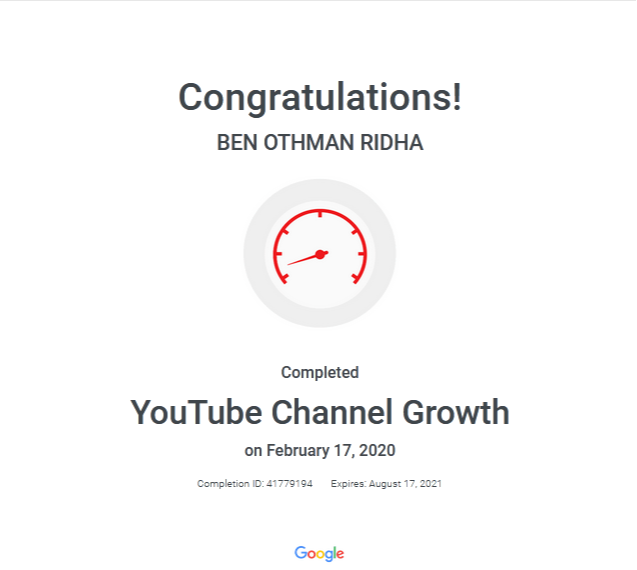 Congratulations!
BEN OTHMAN RIDHA
Completed
YouTube Channel Growth
on February 17, 2020
Completion ID: 41779194 Expires: August 17, 2021
Google